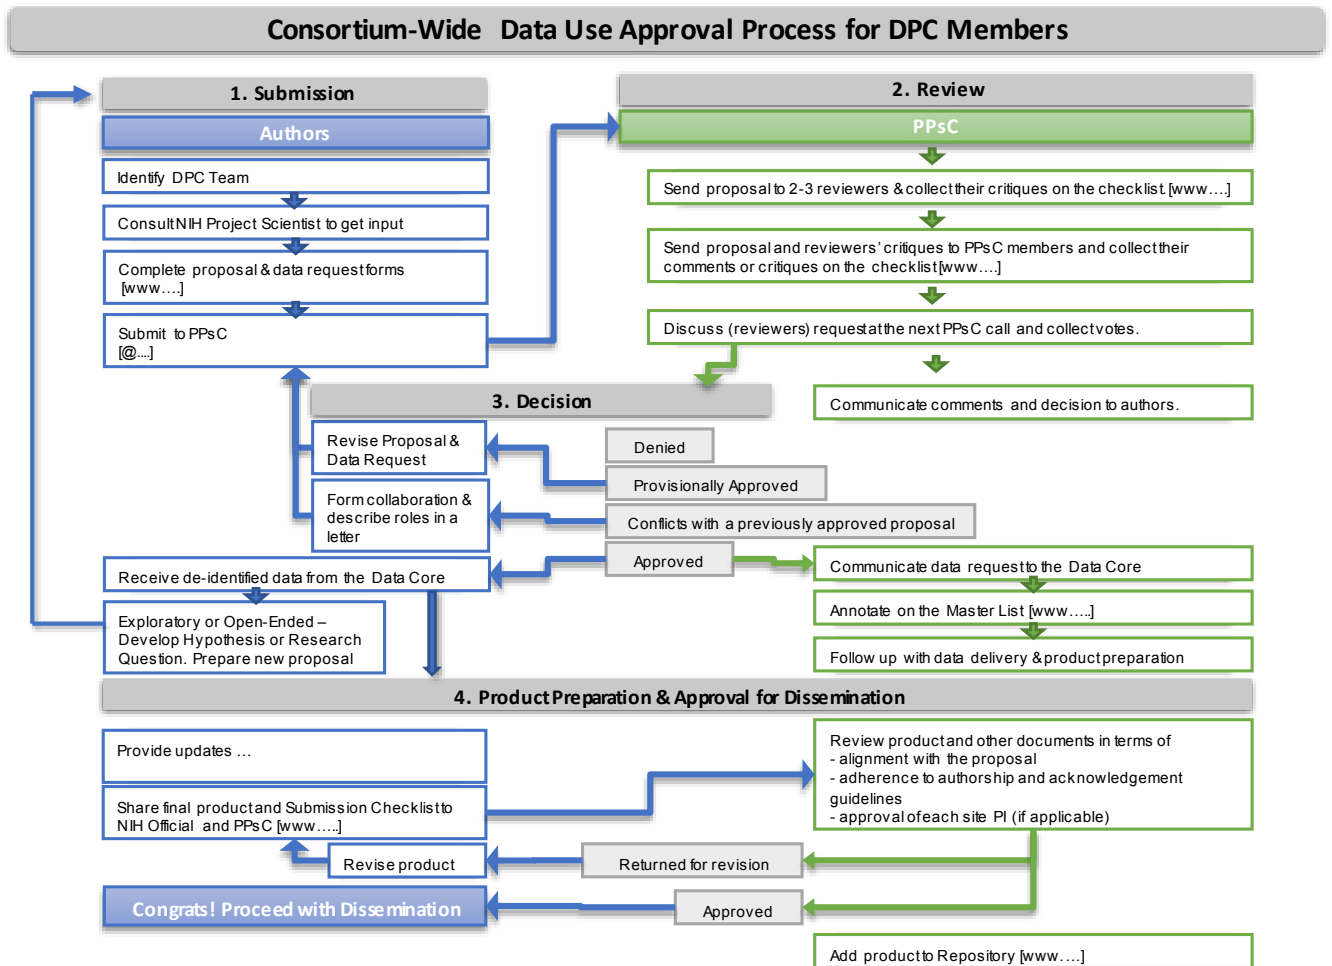 Consortium-Wide Data Use Approval Process for DPC Members
1. Submission
Authors
Identify DPC Team
Consult NIH Project Scientist to get input
Complete proposal & data request forms
[www….]
Submit to PPsC
[@....]
2. Review
PPsC
Send proposal to 2-3 reviewers & collect their critiques on the checklist. [www….]
Send proposal and reviewers’ critiques to PPsC members and collect their
comments or critiques on the checklist [www….]
Discuss (reviewers) request at the next PPsC call and collect votes.
Communicate comments and decision to authors.
3. Decision
Revise Proposal &
Data Request
Form collaboration &
describe roles in a
letter
Denied
Provisionally Approved
Conflicts with a previously approved proposal
Approved
Receive de-identified data from the Data Core
Exploratory or Open-Ended –
Develop Hypothesis or Research
Question. Prepare new proposal
Communicate data request to the Data Core
Annotate on the Master List [www…..]
Follow up with data delivery & product preparation
4. Product Preparation & Approval for Dissemination
Provide updates …
Share final product and Submission Checklist to
NIH Official and PPsC [www…..]
Revise product
Congrats! Proceed with Dissemination
Returned for revision
Approved
Review product and other documents in terms of
- alignment with the proposal
- adherence to authorship and acknowledgement
guidelines
- approval of each site PI (if applicable)
Add product to Repository [www….]